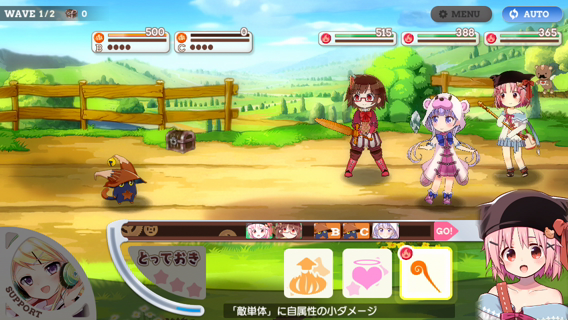 WAVE 1/2 0
MENU
AUTO
500
0
515
388
365
B
C
B
C
GO!
とっておき
SUPPORT
「敵単体」に自属性の小ダメージ